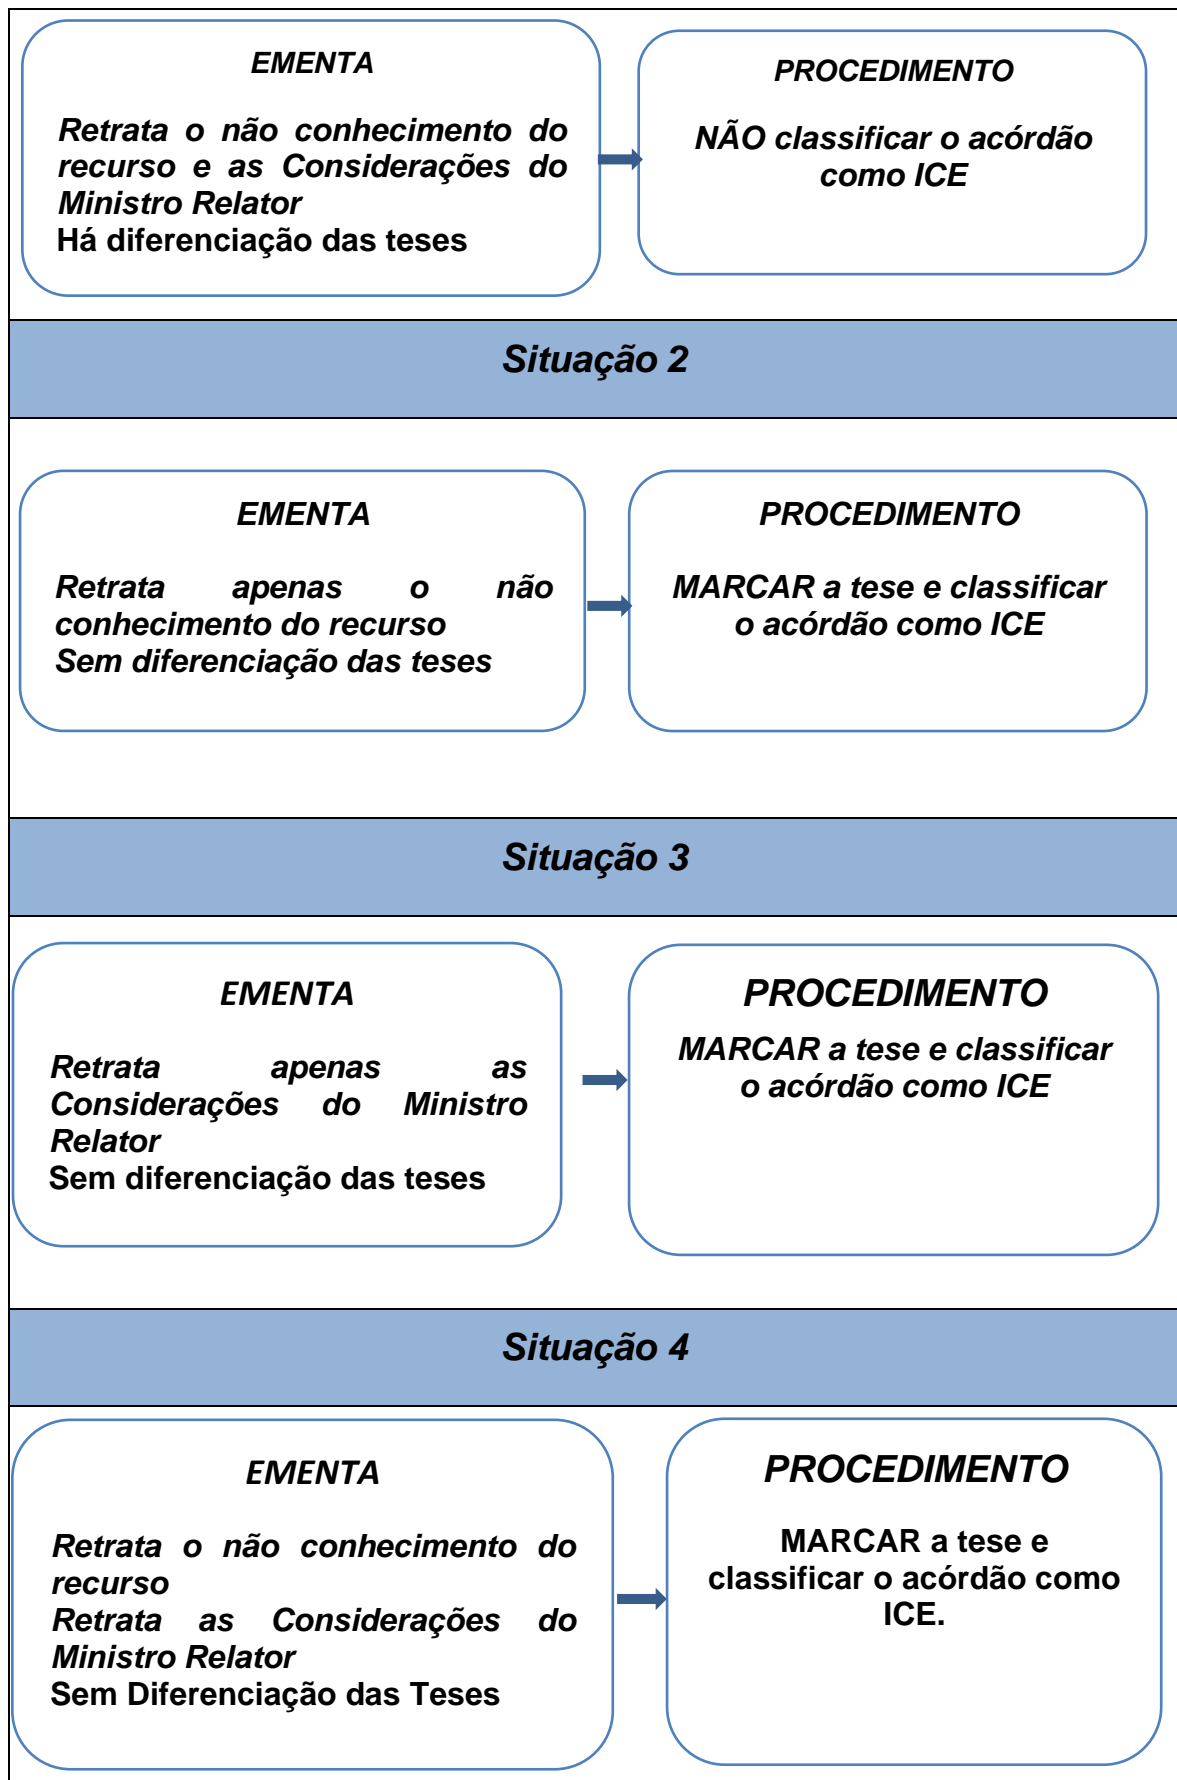 EMENTA
Retrata o não conhecimento do
recurso e as Considerações do
Ministro Relator
Há diferenciação das teses
PROCEDIMENTO
NÃO classificar o acórdão
como ICE
Situação 2
EMENTA
Retrata apenas o não
conhecimento do recurso
Sem diferenciação das teses
PROCEDIMENTO
MARCAR a tese e classificar
o acórdão como ICE
Situação 3
EMENTA
Retrata apenas as
Considerações do Ministro
Relator
Sem diferenciação das teses
PROCEDIMENTO
MARCAR a tese e classificar
o acórdão como ICE
Situação 4
EMENTA
Retrata o não conhecimento do
recurso
Retrata as Considerações do
Ministro Relator
Sem Diferenciação das Teses
PROCEDIMENTO
MARCAR a tese e
classificar o acórdão como
ICE.